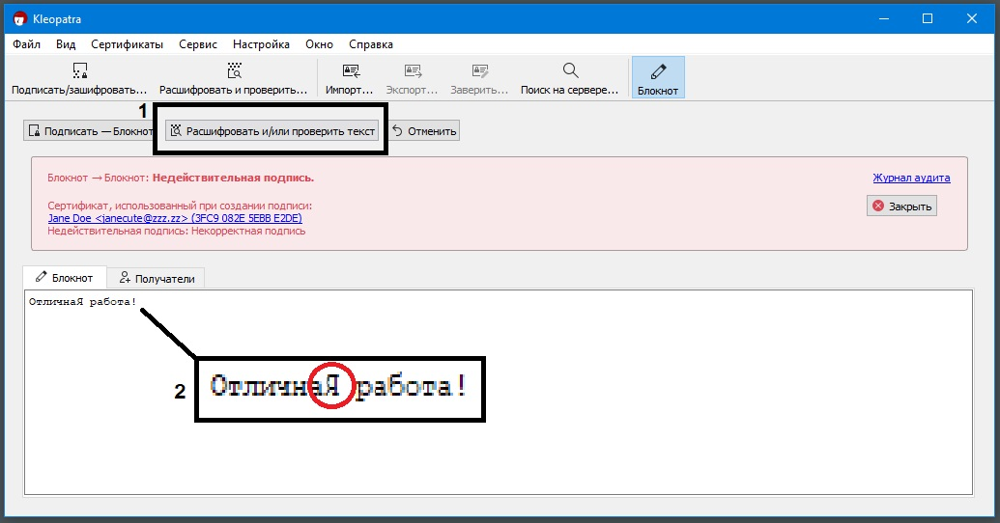 Kleopatra
Файл Вид Сертификаты Сервис Настройка Окно Справка
Подписать/зашифровать... Расшифровать и проверить... Импорт... Экспорт... Заверить... Поиск на сервере... Блокнот
1
Подписать — Блокнот Расшифровать и/или проверить текст Отменить
Блокнот → Блокнот: Недействительная подпись.
Журнал аудита
Сертификат, использованный при создании подписи:
Закрыть
Jane Doe <janecute@zzz.zz> (3FC9 082E 5EBB E2DE)
Недействительная подпись: Некорректная подпись
Блокнот Получатели
ОтличнаЯ работа!
2
ОтличнаЯ работа!